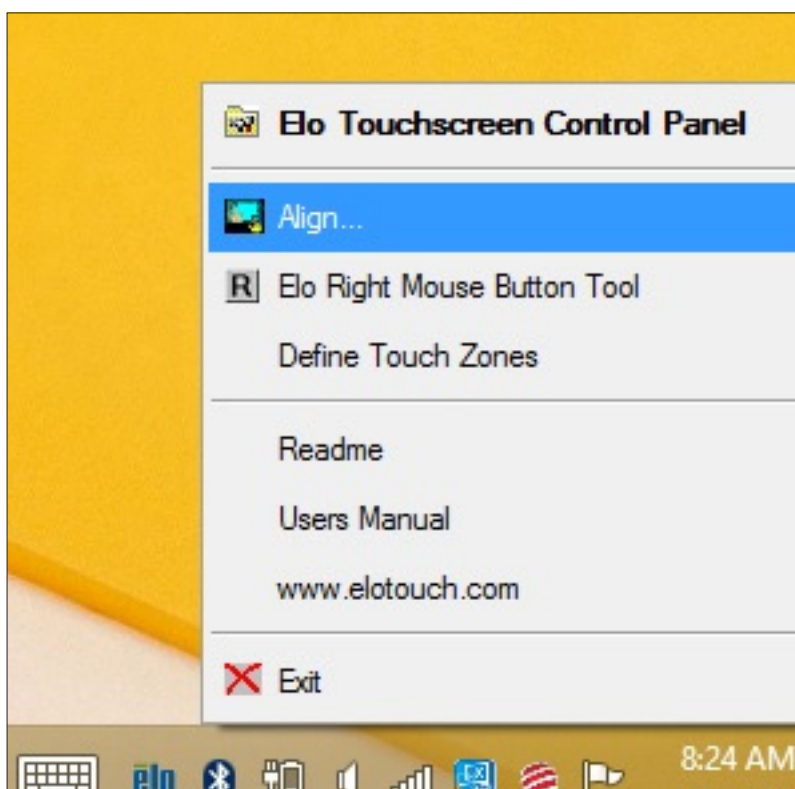 Elo Touchscreen Control Panel
Align...
R Elo Right Mouse Button Tool
Define Touch Zones
Readme
Users Manual
www.elotouch.com
Exit
elo 8:24 AM